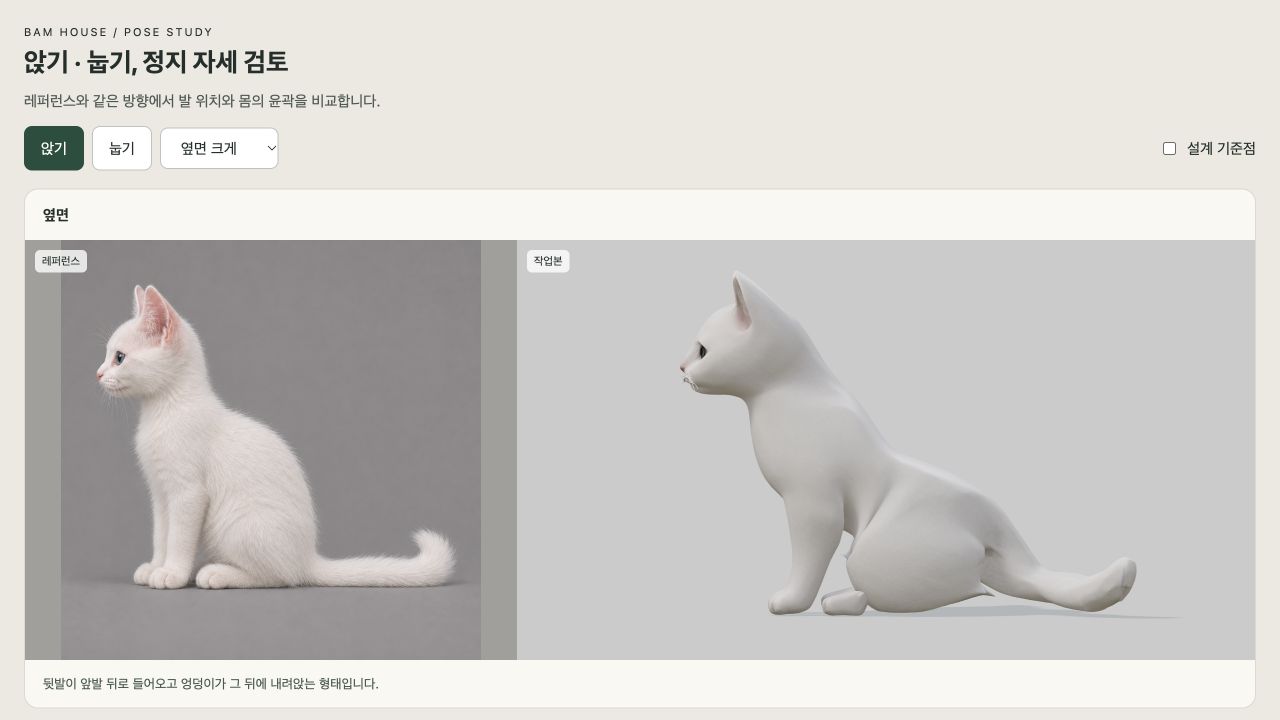 BAM HOUSE / POSE STUDY
앉기 · 눕기, 정지 자세 검토
레퍼런스와 같은 방향에서 발 위치와 몸의 윤곽을 비교합니다.
앉기
눕기
옆면 크게
설계 기준점
옆면
레퍼런스
작업본
뒷발이 앞발 뒤로 들어오고 엉덩이가 그 뒤에 내려앉는 형태입니다.